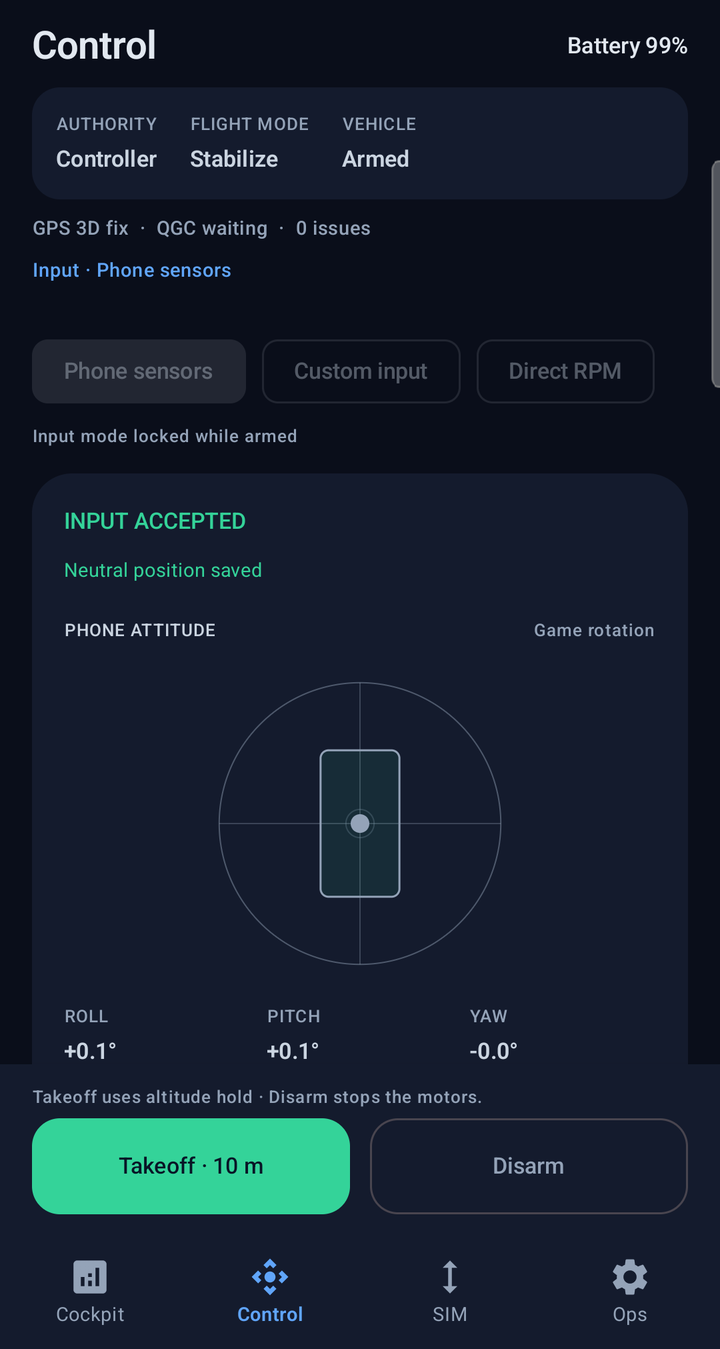 Control
Battery 99%
AUTHORITY FLIGHT MODE VEHICLE
Controller Stabilize Armed
GPS 3D fix · QGC waiting · 0 issues
Input · Phone sensors
Phone sensors Custom input Direct RPM
Input mode locked while armed
INPUT ACCEPTED
Neutral position saved
PHONE ATTITUDE Game rotation
ROLL PITCH YAW
+0.1° +0.1° -0.0°
Takeoff uses altitude hold · Disarm stops the motors.
Takeoff · 10 m Disarm
Cockpit Control SIM Ops